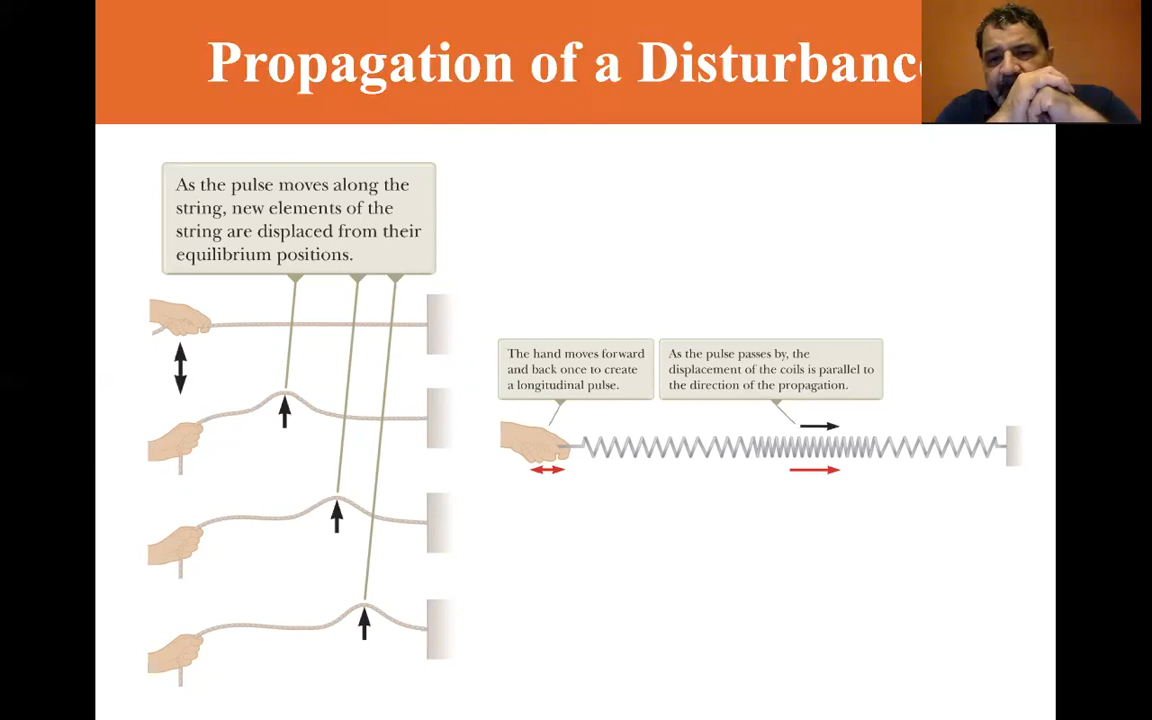 Propagation of a Disturbanc
As the pulse moves along the
string, new elements of the
string are displaced from their
equilibrium positions.
The hand moves forward
and back once to create
a longitudinal pulse.
As the pulse passes by, the
displacement of the coils is parallel to
the direction of the propagation.